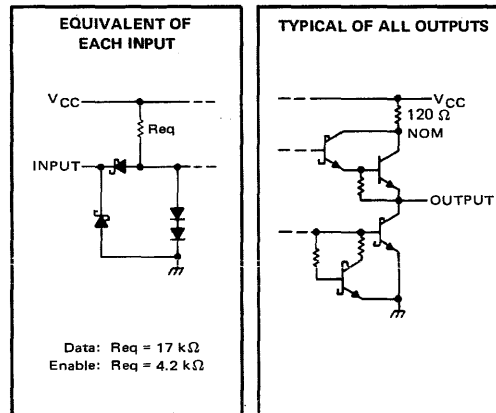 EQUIVALENT OF
EACH INPUT
VCC
Req
INPUT
Data: Req = 17 kΩ
Enable: Req = 4.2 kΩ
TYPICAL OF ALL OUTPUTS
VCC
120 Ω
NOM
OUTPUT